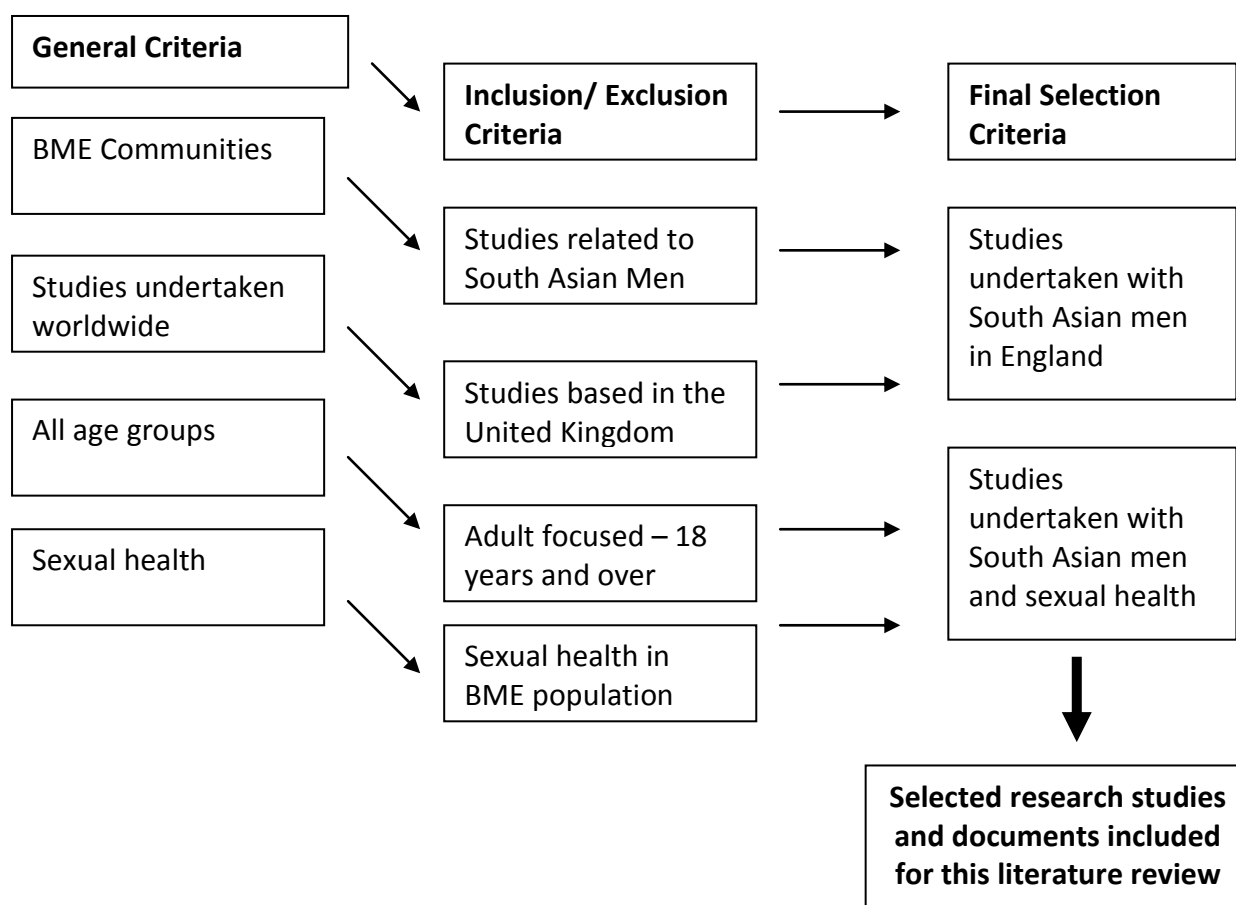 General Criteria
BME Communities
Studies undertaken
worldwide
All age groups
Sexual health
Inclusion/ Exclusion
Criteria
Studies related to
South Asian Men
Studies based in the
United Kingdom
Adult focused – 18
years and over
Sexual health in
BME population
Final Selection
Criteria
Studies
undertaken with
South Asian men
in England
Studies
undertaken with
South Asian men
and sexual health
Selected research studies
and documents included
for this literature review